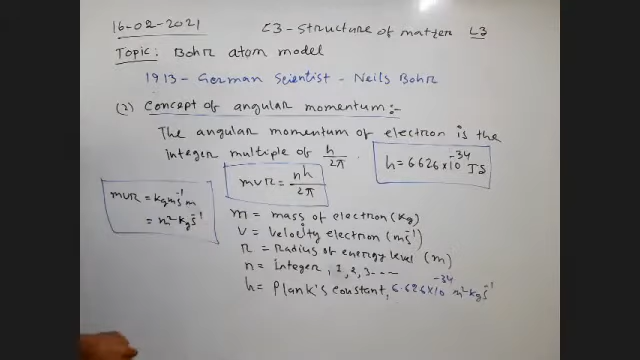 16-02-2021 C3-Structure of matter L3
Topic: Bohr atom model
1913 - German Scientist - Neils Bohr
(2) Concept of angular momentum:-
The angular momentum of electron is the
integer multiple of h/2π.
h = 6.626×10^-34 JS
mvR = nh/2π
mvR = kg ms^-1 m
= m^2 kg s^-1
m = mass of electron (kg)
v = velocity electron (ms^-1)
R = Radius of energy level (m)
n = Integer, 1, 2, 3----
h = Plank's constant, 6.626×10^-34 m^2 kg s^-1